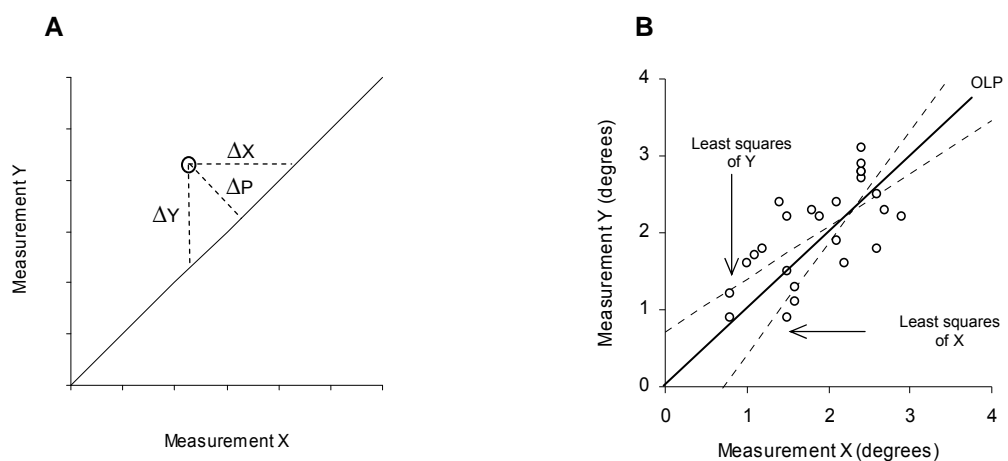 A
ΔX
ΔP
ΔY
Measurement Y
Measurement X
B
4
3
2
1
0
OLP
Least squares
of Y
Least squares
of X
Measurement Y (degrees)
0 1 2 3 4
Measurement X (degrees)